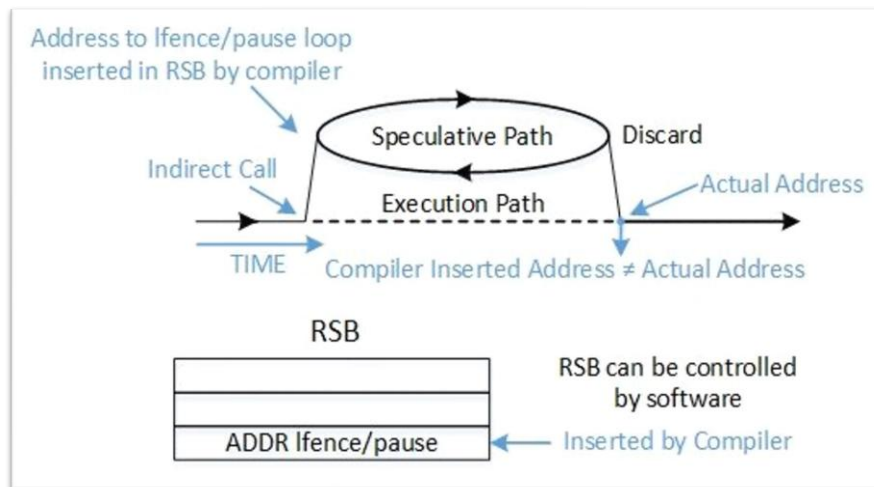 Address to lfence/pause loop
inserted in RSB by compiler
Speculative Path
Discard
Indirect Call
Actual Address
Execution Path
TIME
Compiler Inserted Address ≠ Actual Address
RSB
RSB can be controlled
by software
ADDR lfence/pause
Inserted by Compiler